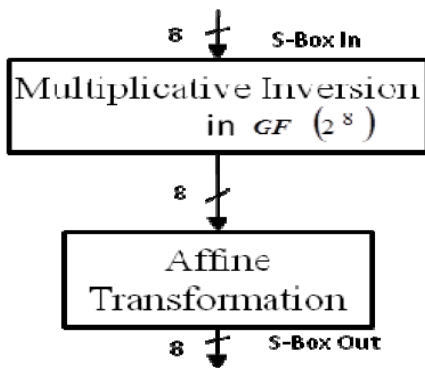 8 S-Box In
Multiplicative Inversion
in GF (2⁸)
8
Affine
Transformation
8 S-Box Out